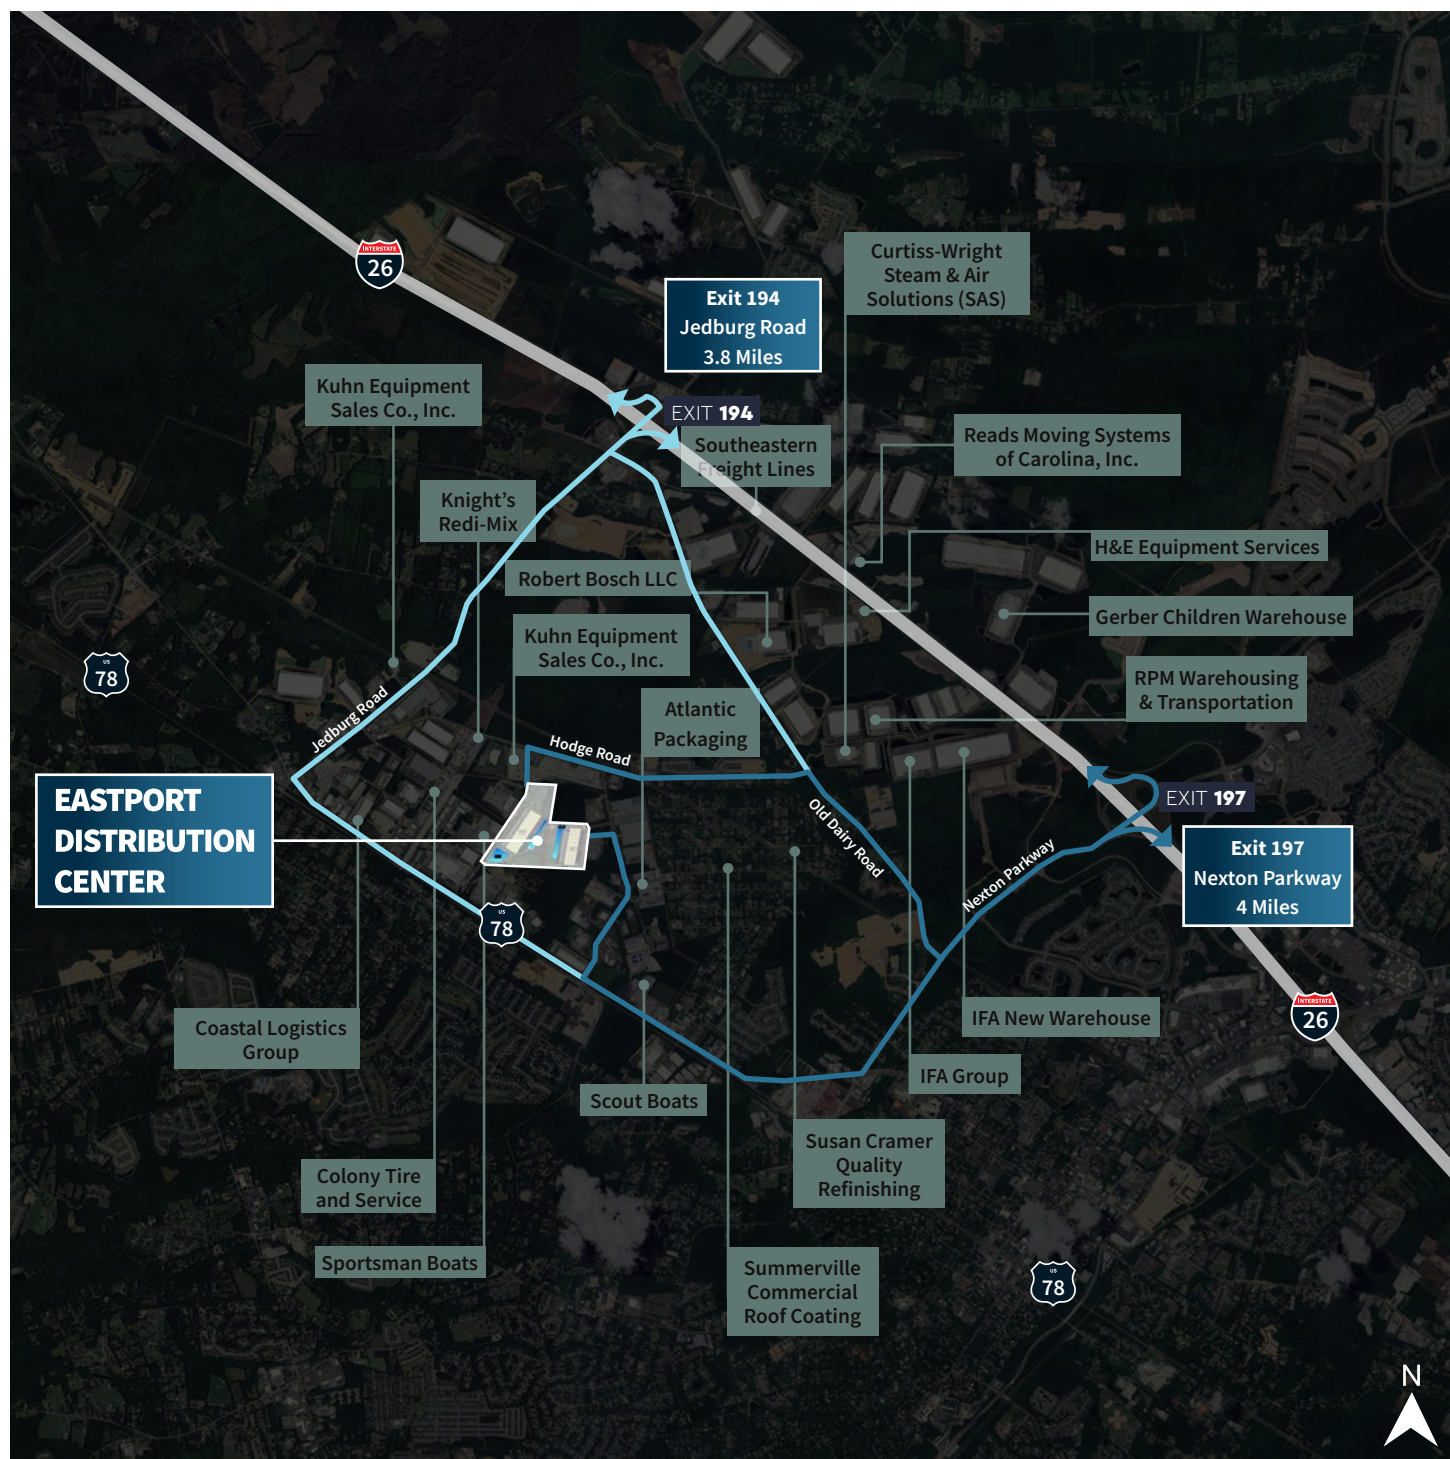 INTERSTATE
26
Curtiss-Wright
Steam & Air
Solutions (SAS)
Exit 194
Jedburg Road
3.8 Miles
Kuhn Equipment
Sales Co., Inc.
EXIT 194
Southeastern
Freight Lines
Reads Moving Systems
of Carolina, Inc.
Knight's
Redi-Mix
H&E Equipment Services
Robert Bosch LLC
Gerber Children Warehouse
Kuhn Equipment
Sales Co., Inc.
US
78
RPM Warehousing
& Transportation
Atlantic
Packaging
Jedburg Road
Hodge Road
EASTPORT
DISTRIBUTION
CENTER
EXIT 197
Old Dairy Road
Nexton Parkway
Exit 197
Nexton Parkway
4 Miles
US
78
INTERSTATE
26
Coastal Logistics
Group
IFA New Warehouse
IFA Group
Scout Boats
Susan Cramer
Quality
Refinishing
Colony Tire
and Service
Sportsman Boats
Summerville
Commercial
Roof Coating
US
78
N